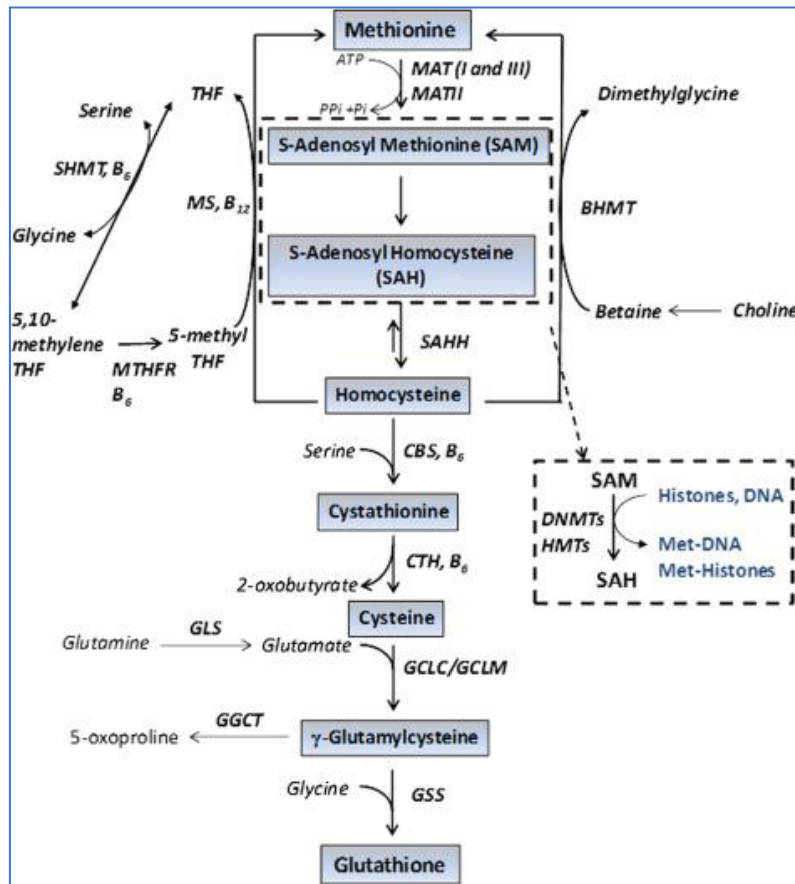 Methionine
ATP
MAT (I and III)
MATII
PPi +Pi
THF
Serine
Dimethylglycine
S-Adenosyl Methionine (SAM)
SHMT, B6
MS, B12
BHMT
Glycine
S-Adenosyl Homocysteine
(SAH)
5,10-
methylene
THF
5-methyl
THF
MTHFR
B6
Betaine
Choline
SAHH
Homocysteine
Serine
CBS, B6
SAM
Histones, DNA
DNMTs
HMTs
Met-DNA
Met-Histones
SAH
Cystathionine
CTH, B6
2-oxobutyrate
Cysteine
Glutamine
GLS
Glutamate
GCLC/GCLM
GGCT
5-oxoproline
γ-Glutamylcysteine
Glycine
GSS
Glutathione